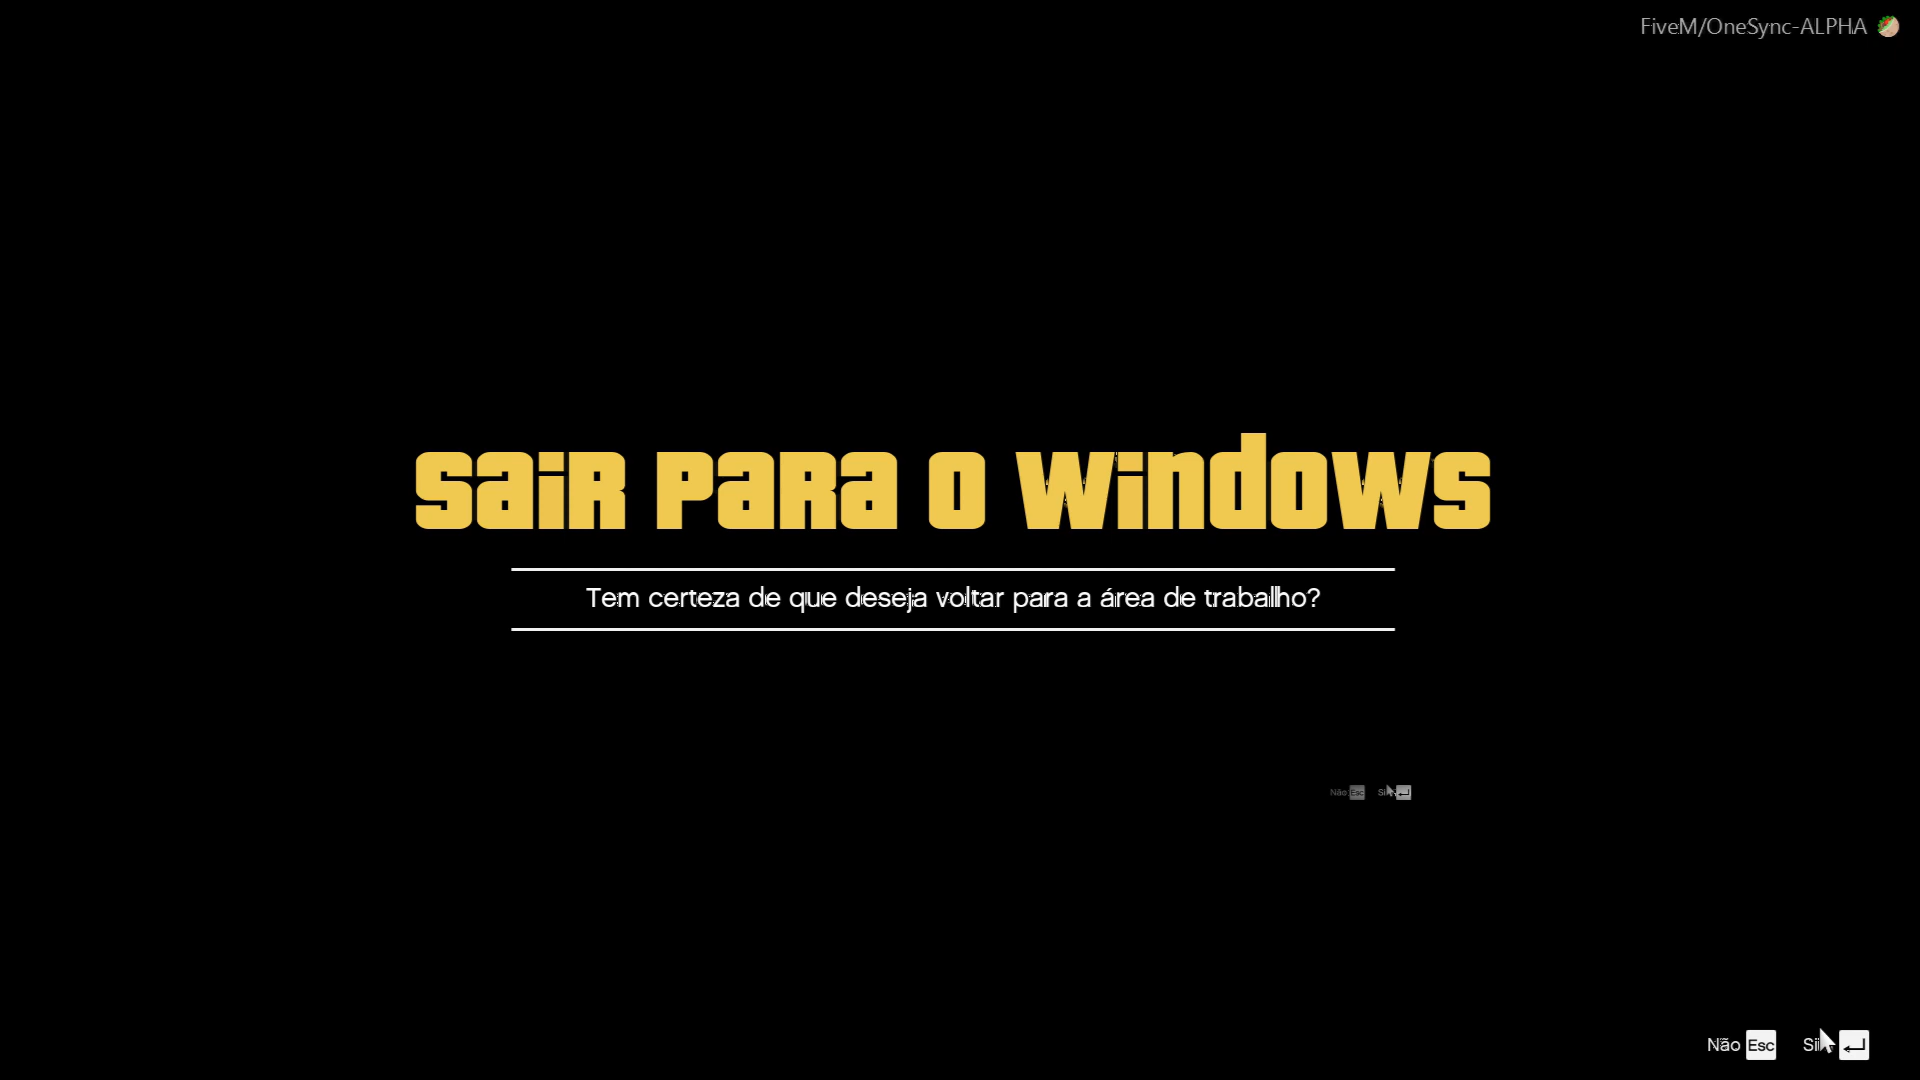 FiveM/OneSync-ALPHA
saiR PaRa o windows
Tem certeza de que deseja voltar para a área de trabalho?
Não Esc
Não Esc